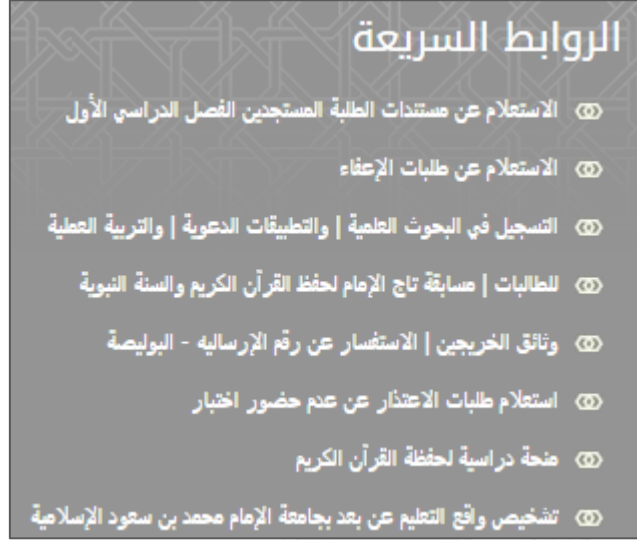 الروابط السريعة
الاستعلام عن مستندات الطلبة المستجدين الفصل الدراسي الأول
الاستعلام عن طلبات الإعفاء
التسجيل في البحوث العلمية | والتطبيقات الدعوية | والتربية العملية
للطالبات | مسابقة تاج الإمام لحفظ القرآن الكريم والسنة النبوية
وثائق الخريجين | الاستفسار عن رقم الإرساليه - البوليصة
استعلام طلبات الاعتذار عن عدم حضور اختبار
منحة دراسية لحفظة القرآن الكريم
تشخيص واقع التعليم عن بعد بجامعة الإمام محمد بن سعود الإسلامية